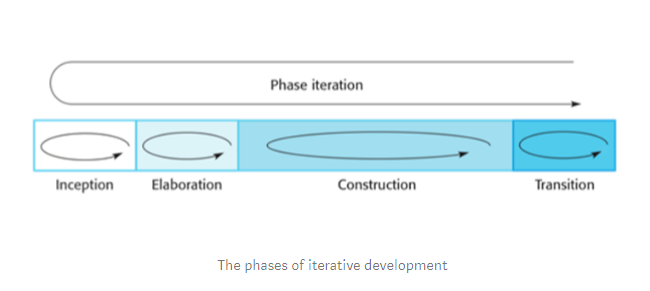 Phase iteration
Inception
Elaboration
Construction
Transition
The phases of iterative development